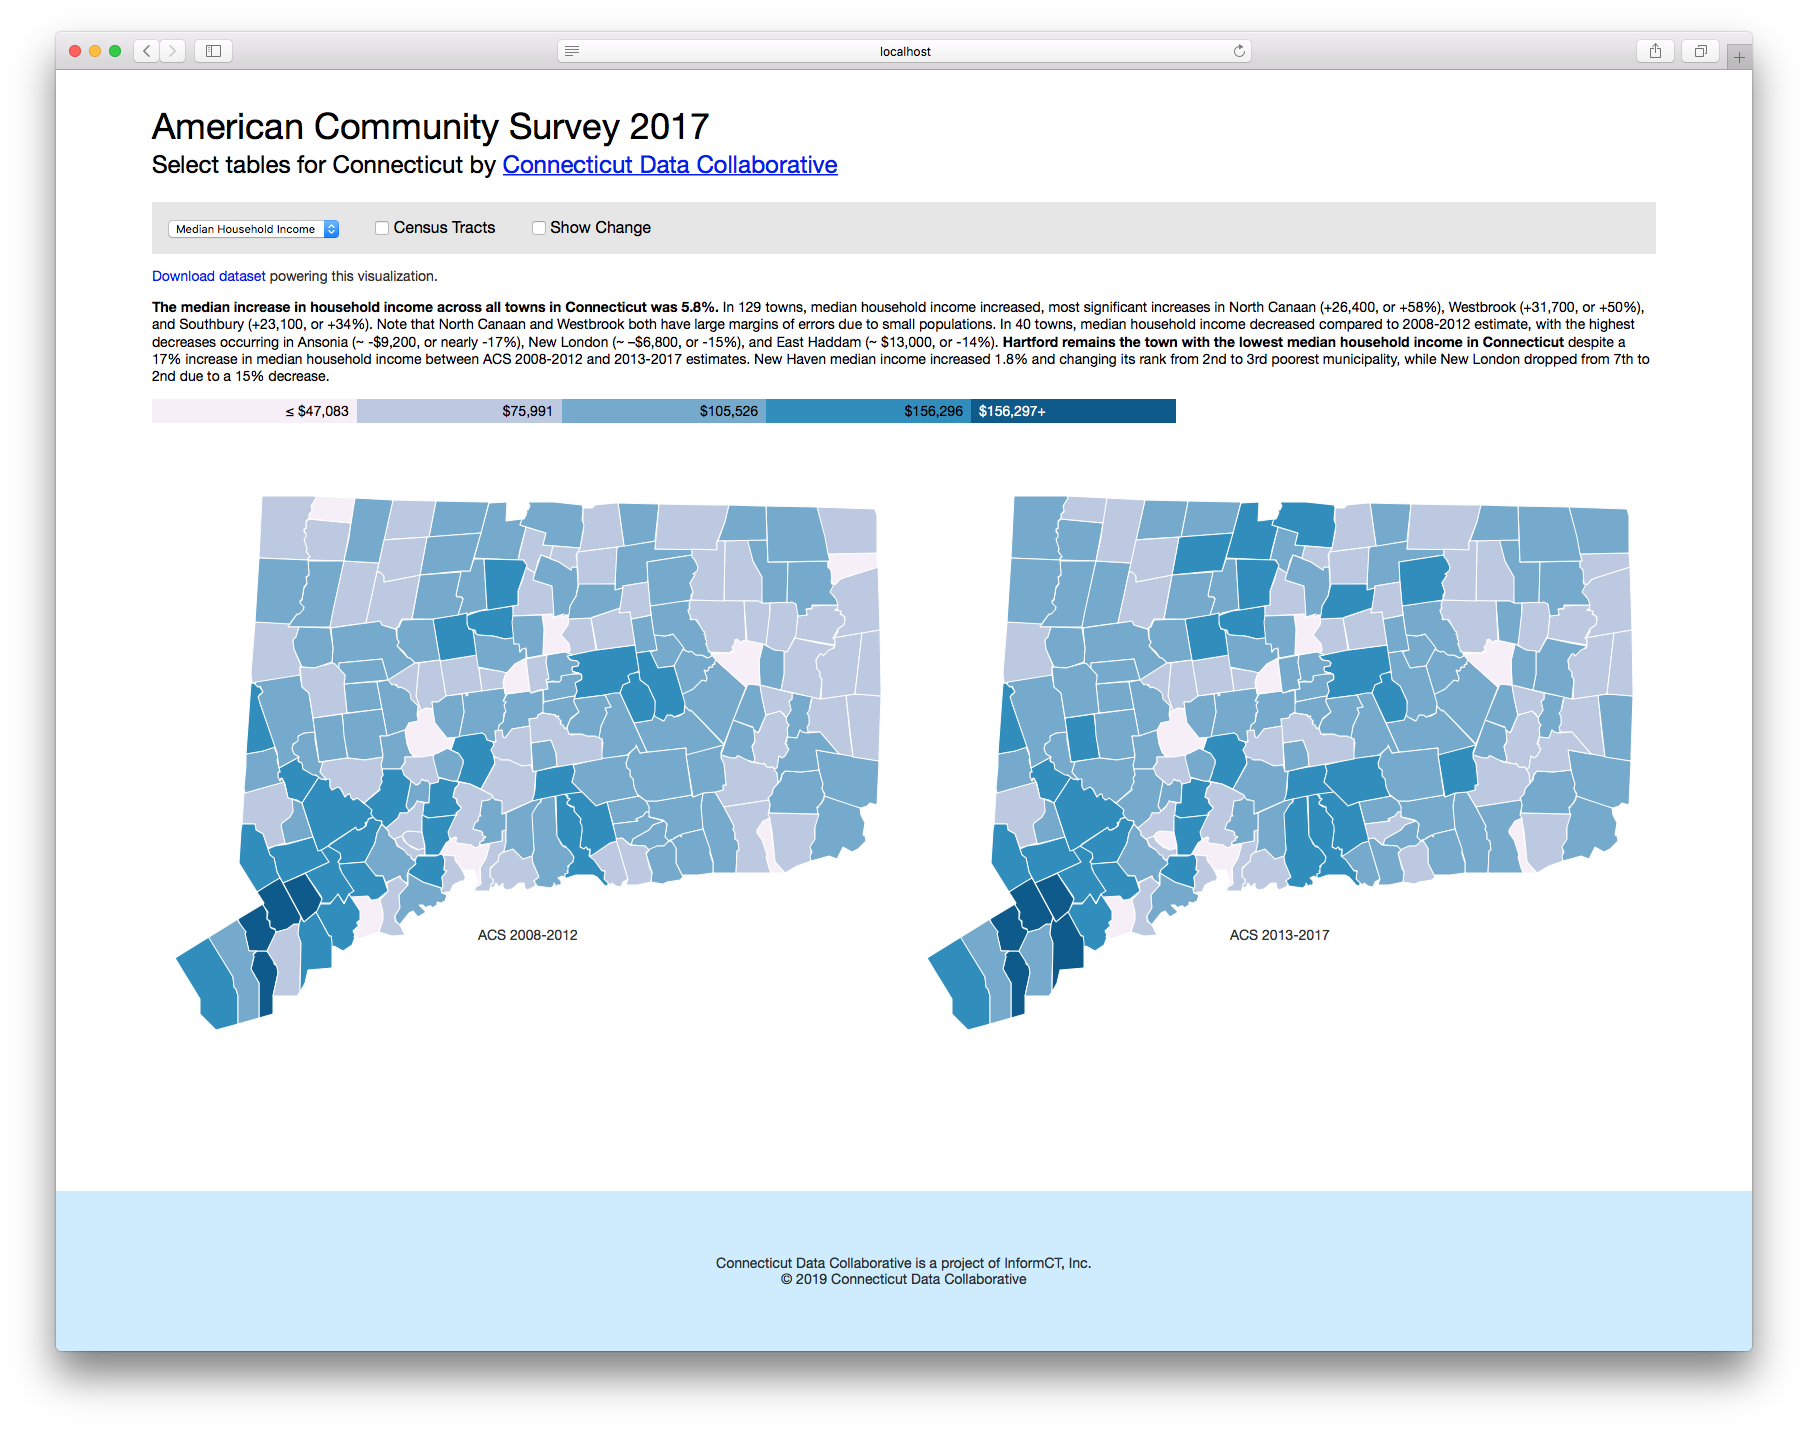 localhost
American Community Survey 2017
Select tables for Connecticut by Connecticut Data Collaborative
Median Household Income Census Tracts Show Change
Download dataset powering this visualization.
The median increase in household income across all towns in Connecticut was 5.8%. In 129 towns, median household income increased, most significant increases in North Canaan (+26,400, or +58%), Westbrook (+31,700, or +50%),
and Southbury (+23,100, or +34%). Note that North Canaan and Westbrook both have large margins of errors due to small populations. In 40 towns, median household income decreased compared to 2008-2012 estimate, with the highest
decreases occurring in Ansonia (~ -$9,200, or nearly -17%), New London (~ –$6,800, or -15%), and East Haddam (~ $13,000, or -14%). Hartford remains the town with the lowest median household income in Connecticut despite a
17% increase in median household income between ACS 2008-2012 and 2013-2017 estimates. New Haven median income increased 1.8% and changing its rank from 2nd to 3rd poorest municipality, while New London dropped from 7th to
2nd due to a 15% decrease.
≤ $47,083 $75,991 $105,526 $156,296 $156,297+
ACS 2008-2012 ACS 2013-2017
Connecticut Data Collaborative is a project of InformCT, Inc.
© 2019 Connecticut Data Collaborative